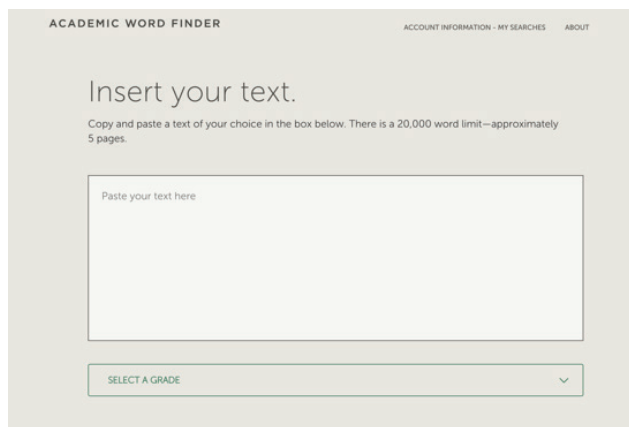 ACADEMIC WORD FINDER
ACCOUNT INFORMATION - MY SEARCHES ABOUT
Insert your text.
Copy and paste a text of your choice in the box below. There is a 20,000 word limit—approximately
5 pages.
Paste your text here
SELECT A GRADE